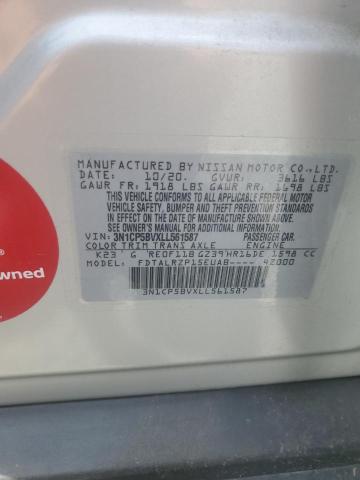 MANUFACTURED BY NISSAN MOTOR CO.,LTD.
DATE: 10/20. GVWR: 3616 LBS
GAWR FR: 1918 LBS GAWR RR: 1698 LBS
THIS VEHICLE CONFORMS TO ALL APPLICABLE FEDERAL MOTOR
VEHICLE SAFETY, BUMPER, AND THEFT PREVENTION STANDARDS
IN EFFECT ON THE DATE OF MANUFACTURE SHOWN ABOVE.
SEE OWNER'S MANUAL FOR ADDITIONAL INFORMATION
VIN: 3N1CP5BVXLL561587 PASSENGER CAR.
COLOR TRIM TRANS AXLE ENGINE
K23 G RE0F11B G239 HR16DE 1598 CC
MODEL: FDTALRZP15EUAB---- 42000
3N1CP5BVXLL561587
®
owned